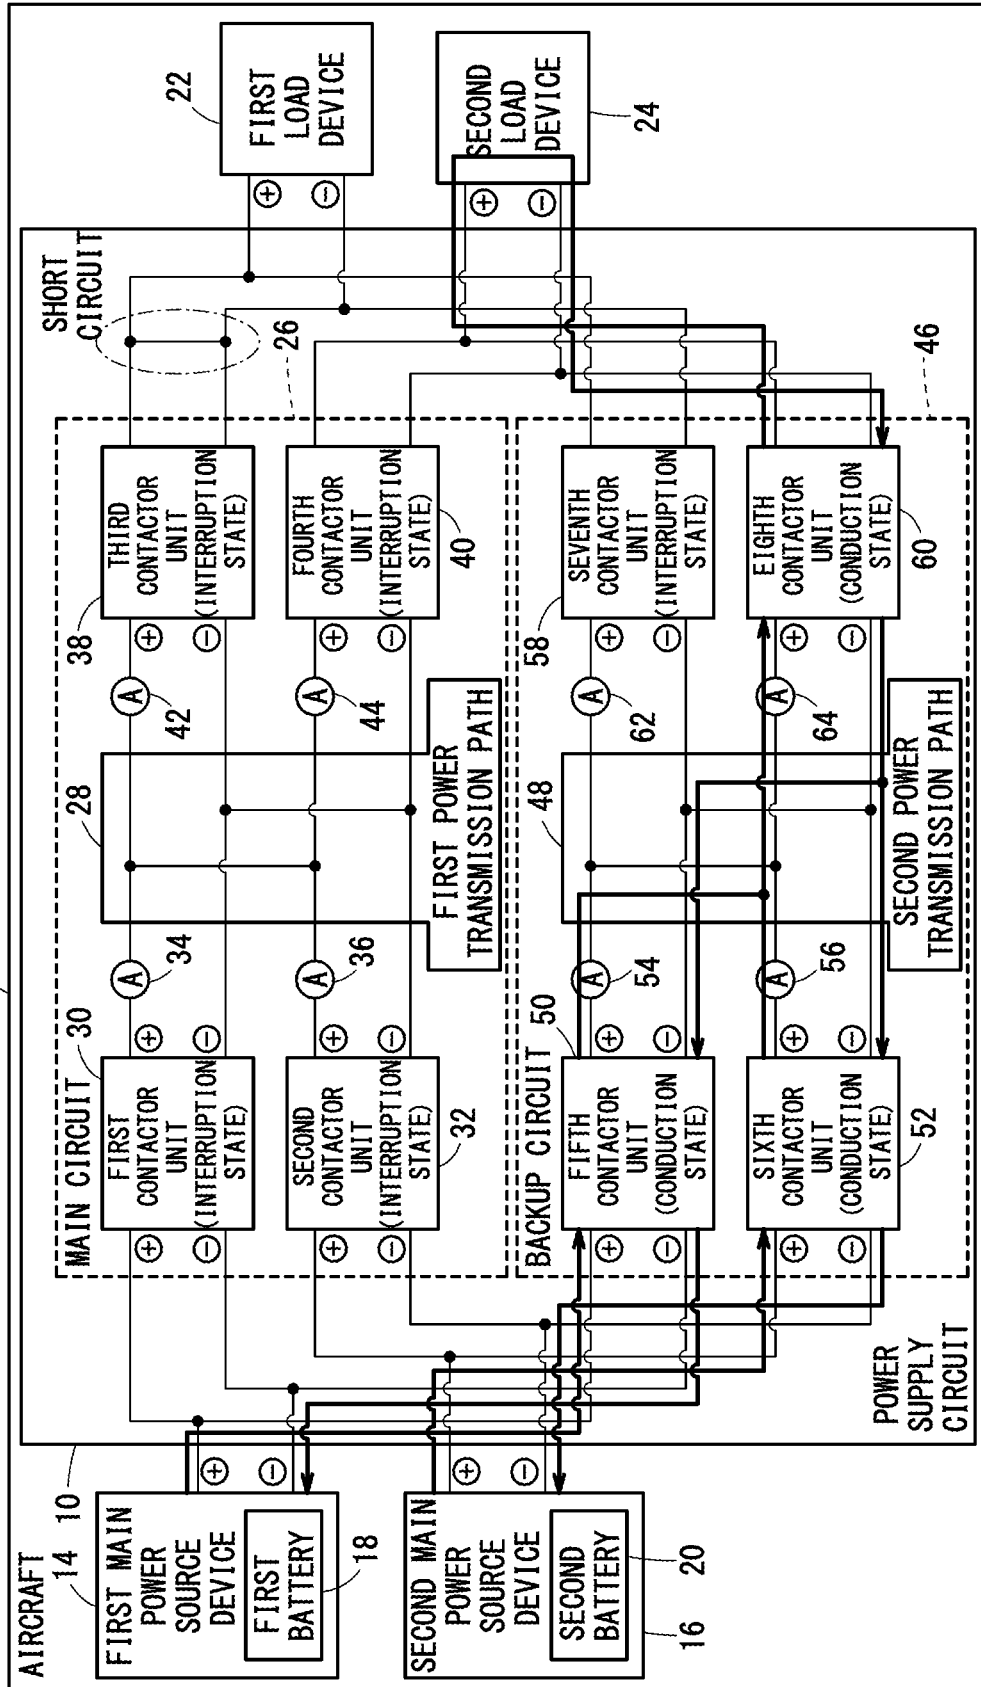 AIRCRAFT
10
14
FIRST MAIN
POWER
SOURCE
DEVICE
FIRST
BATTERY
18
+
−
SECOND MAIN
POWER
SOURCE
DEVICE
SECOND
BATTERY
20
16
+
−
POWER
SUPPLY
CIRCUIT
MAIN CIRCUIT
26
30
FIRST
CONTACTOR
UNIT
(INTERRUPTION
STATE)
+
−
+
−
A
34
SECOND
CONTACTOR
UNIT
(INTERRUPTION
STATE)
32
+
−
+
−
A
36
28
FIRST POWER
TRANSMISSION PATH
A
42
+
−
38
THIRD
CONTACTOR
UNIT
(INTERRUPTION
STATE)
A
44
+
−
FOURTH
CONTACTOR
UNIT
(INTERRUPTION
STATE)
40
SHORT
CIRCUIT
22
FIRST
LOAD
DEVICE
+
−
SECOND
LOAD
DEVICE
24
+
−
BACKUP CIRCUIT
46
50
FIFTH
CONTACTOR
UNIT
(CONDUCTION
STATE)
+
−
+
−
A
54
SIXTH
CONTACTOR
UNIT
(CONDUCTION
STATE)
52
+
−
+
−
A
56
48
SECOND POWER
TRANSMISSION PATH
A
62
+
−
58
SEVENTH
CONTACTOR
UNIT
(INTERRUPTION
STATE)
A
64
+
−
EIGHTH
CONTACTOR
UNIT
(CONDUCTION
STATE)
60